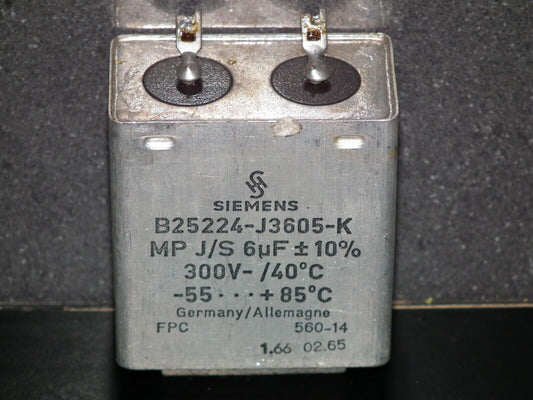 SIEMENS
B25224-J3605-K
MP J/S 6µF ± 10%
300V- /40°C
-55 · · · + 85°C
Germany/Allemagne
FPC 560-14
1.66 02.65